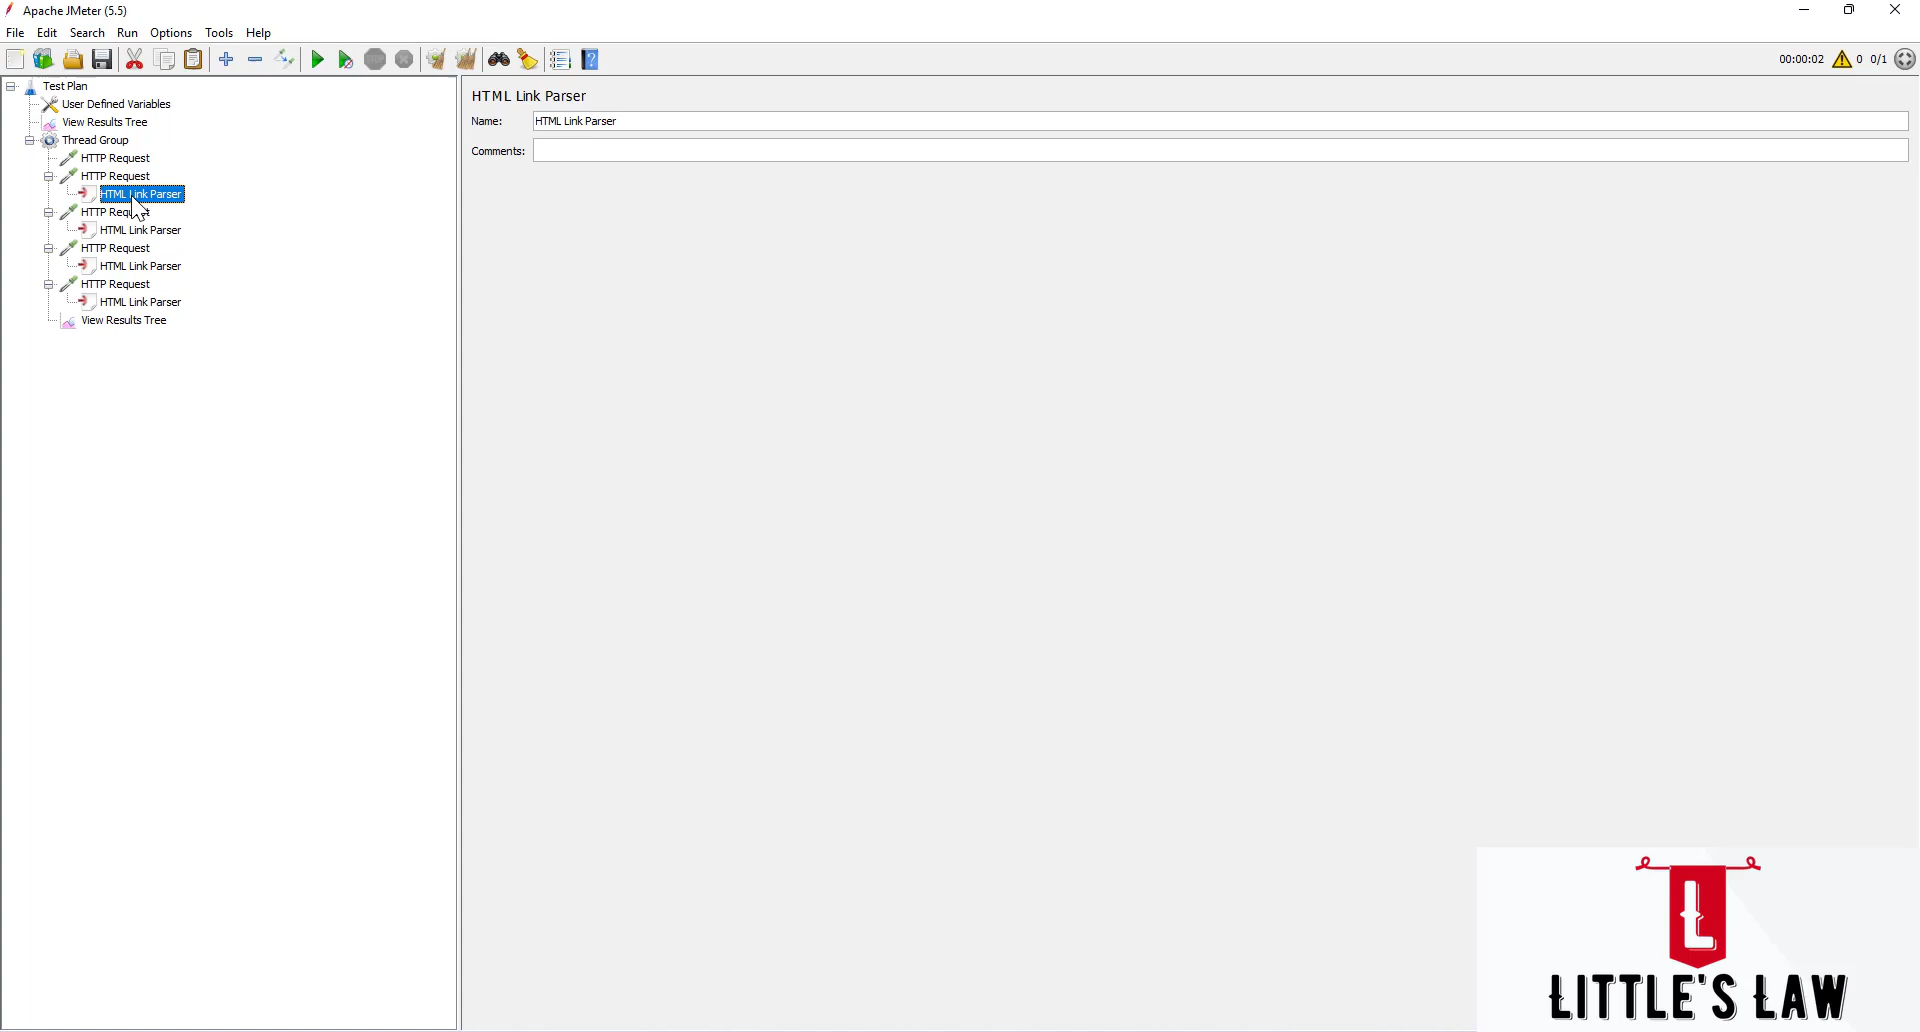 Apache JMeter (5.5)
File Edit Search Run Options Tools Help
00:00:02 0 0/1
Test Plan
User Defined Variables
View Results Tree
Thread Group
HTTP Request
HTTP Request
HTML Link Parser
HTTP Request
HTML Link Parser
HTTP Request
HTML Link Parser
HTTP Request
HTML Link Parser
View Results Tree
HTML Link Parser
Name: HTML Link Parser
Comments:
L
LITTLE'S LAW